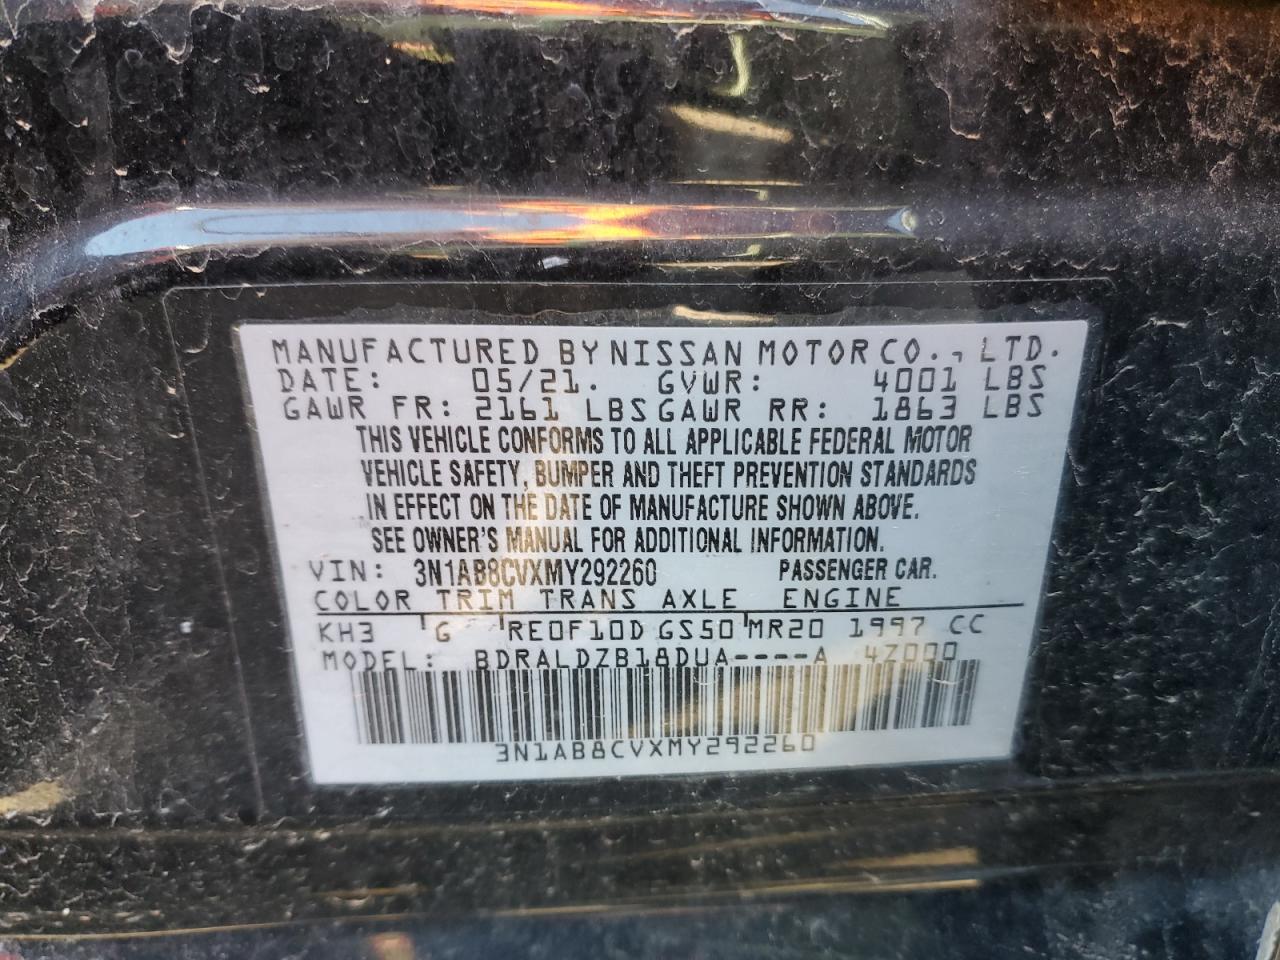 MANUFACTURED BY NISSAN MOTOR CO., LTD.
DATE: 05/21. GVWR: 4001 LBS
GAWR FR: 2161 LBS GAWR RR: 1863 LBS
THIS VEHICLE CONFORMS TO ALL APPLICABLE FEDERAL MOTOR
VEHICLE SAFETY, BUMPER AND THEFT PREVENTION STANDARDS
IN EFFECT ON THE DATE OF MANUFACTURE SHOWN ABOVE.
SEE OWNER'S MANUAL FOR ADDITIONAL INFORMATION.
VIN: 3N1AB8CVXMY292260 PASSENGER CAR.
COLOR TRIM TRANS AXLE ENGINE
KH3 ' G ' RE0F10D GS50 ' MR20 1997 CC
MODEL: BDRALDZB18DUA----A 4Z000
3N1AB8CVXMY292260